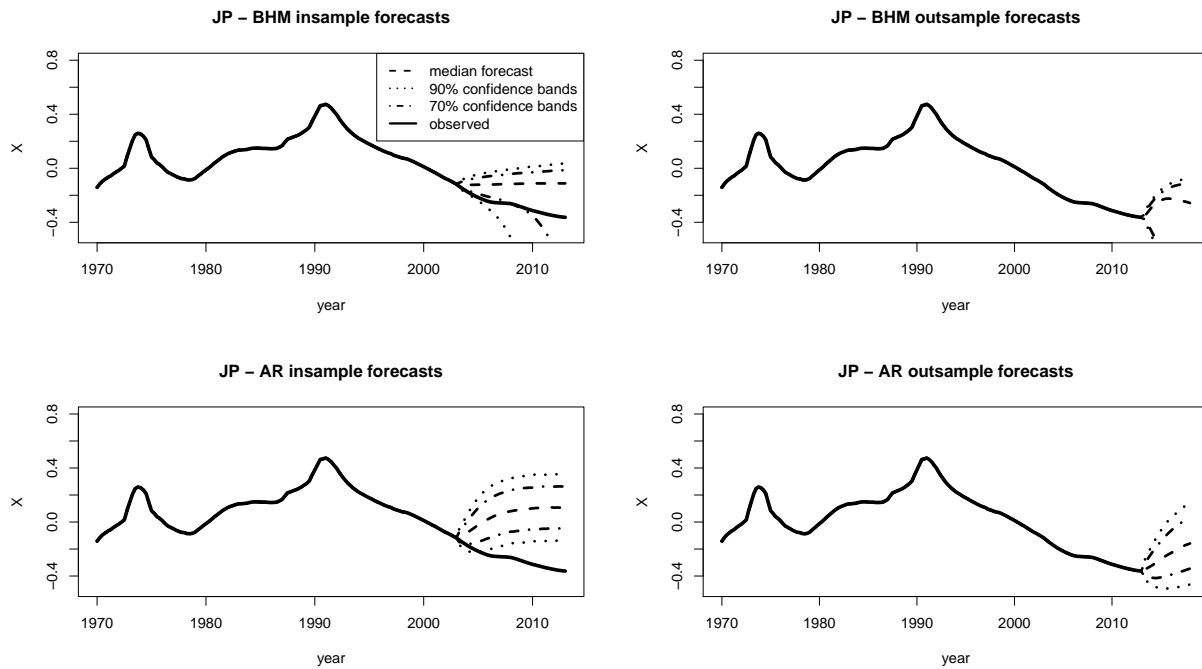 JP – BHM insample forecasts
X
0.8
0.4
0.0
−0.4
median forecast
90% confidence bands
70% confidence bands
observed
1970
1980
1990
2000
2010
year
JP – BHM outsample forecasts
X
0.8
0.4
0.0
−0.4
1970
1980
1990
2000
2010
year
JP – AR insample forecasts
X
0.8
0.4
0.0
−0.4
1970
1980
1990
2000
2010
year
JP – AR outsample forecasts
X
0.8
0.4
0.0
−0.4
1970
1980
1990
2000
2010
year